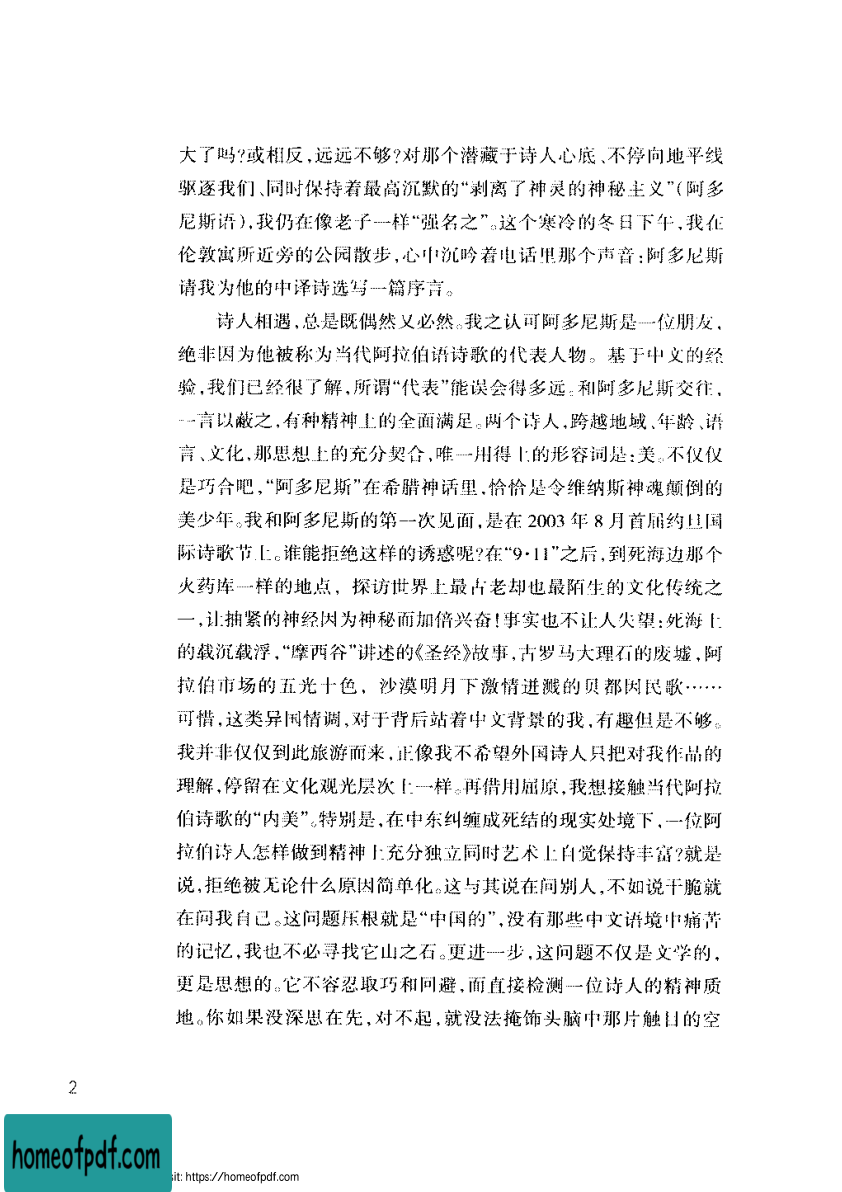 大了吗?或相反,远远不够?对那个潜藏于诗人心底、不停向地平线
驱逐我们、同时保持着最高沉默的“剥离了神灵的神秘主义”(阿多
尼斯语),我仍在像老子一样“强名之”。这个寒冷的冬日下午,我在
伦敦寓所近旁的公园散步,心中沉吟着电话里那个声音:阿多尼斯
请我为他的中译诗选写一篇序言。
诗人相遇,总是既偶然又必然。我之认可阿多尼斯是一位朋友,
绝非因为他被称为当代阿拉伯语诗歌的代表人物。基于中文的经
验,我们已经很了解,所谓“代表”能误会得多远。和阿多尼斯交往,
一言以蔽之,有种精神上的全面满足。两个诗人,跨越地域、年龄、语
言、文化,那思想上的充分契合,唯一用得上的形容词是:美。不仅仅
是巧合吧,“阿多尼斯”在希腊神话里,恰恰是令维纳斯神魂颠倒的
美少年。我和阿多尼斯的第一次见面,是在 2003 年 8 月首届约旦国
际诗歌节上。谁能拒绝这样的诱惑呢?在“9·11”之后,到死海边那个
火药库一样的地点,探访世界上最古老却也最陌生的文化传统之
一,让抽紧的神经因为神秘而加倍兴奋!事实也不让人失望:死海上
的载沉载浮,“摩西谷”讲述的《圣经》故事,古罗马大理石的废墟,阿
拉伯市场的五光十色,沙漠明月下激情迸溅的贝都因民歌……
可惜,这类异国情调,对于背后站着中文背景的我,有趣但是不够。
我并非仅仅到此旅游而来,正像我不希望外国诗人只把对我作品的
理解,停留在文化观光层次上一样。再借用屈原,我想接触当代阿拉
伯诗歌的“内美”。特别是,在中东纠缠成死结的现实处境下,一位阿
拉伯诗人怎样做到精神上充分独立同时艺术上自觉保持丰富?就是
说,拒绝被无论什么原因简单化。这与其说在问别人,不如说干脆就
在问我自己。这问题压根就是“中国的”,没有那些中文语境中痛苦
的记忆,我也不必寻找它山之石。更进一步,这问题不仅是文学的,
更是思想的。它不容忍取巧和回避,而直接检测一位诗人的精神质
地。你如果没深思在先,对不起,就没法掩饰头脑中那片触目的空
2
homeofpdf.com
sit: https://homeofpdf.com